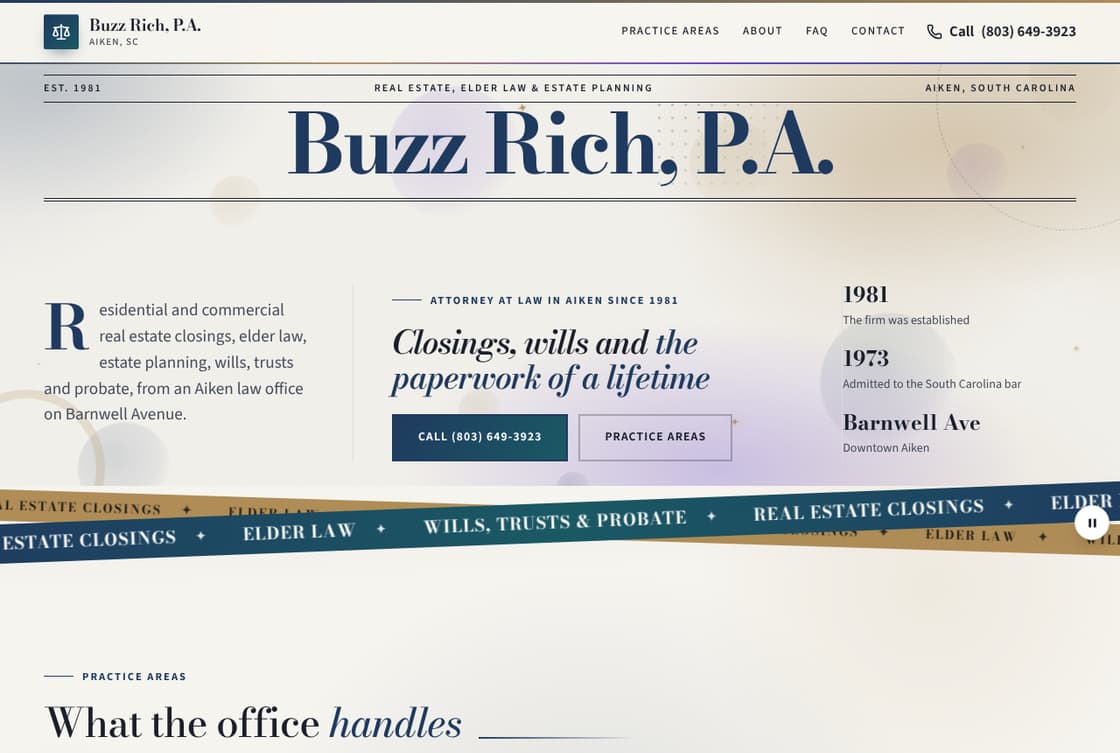 Buzz Rich, P.A.
AIKEN, SC
PRACTICE AREAS ABOUT FAQ CONTACT Call (803) 649-3923
EST. 1981 REAL ESTATE, ELDER LAW & ESTATE PLANNING AIKEN, SOUTH CAROLINA
Buzz Rich, P.A.
Residential and commercial
real estate closings, elder law,
estate planning, wills, trusts
and probate, from an Aiken law office
on Barnwell Avenue.
ATTORNEY AT LAW IN AIKEN SINCE 1981
Closings, wills and the
paperwork of a lifetime
CALL (803) 649-3923 PRACTICE AREAS
1981
The firm was established
1973
Admitted to the South Carolina bar
Barnwell Ave
Downtown Aiken
ESTATE CLOSINGS ✦ ELDER LAW ✦ ELDER LAW ✦
ESTATE CLOSINGS ✦ ELDER LAW ✦ WILLS, TRUSTS & PROBATE ✦ REAL ESTATE CLOSINGS ✦ ELDER
PRACTICE AREAS
What the office handles